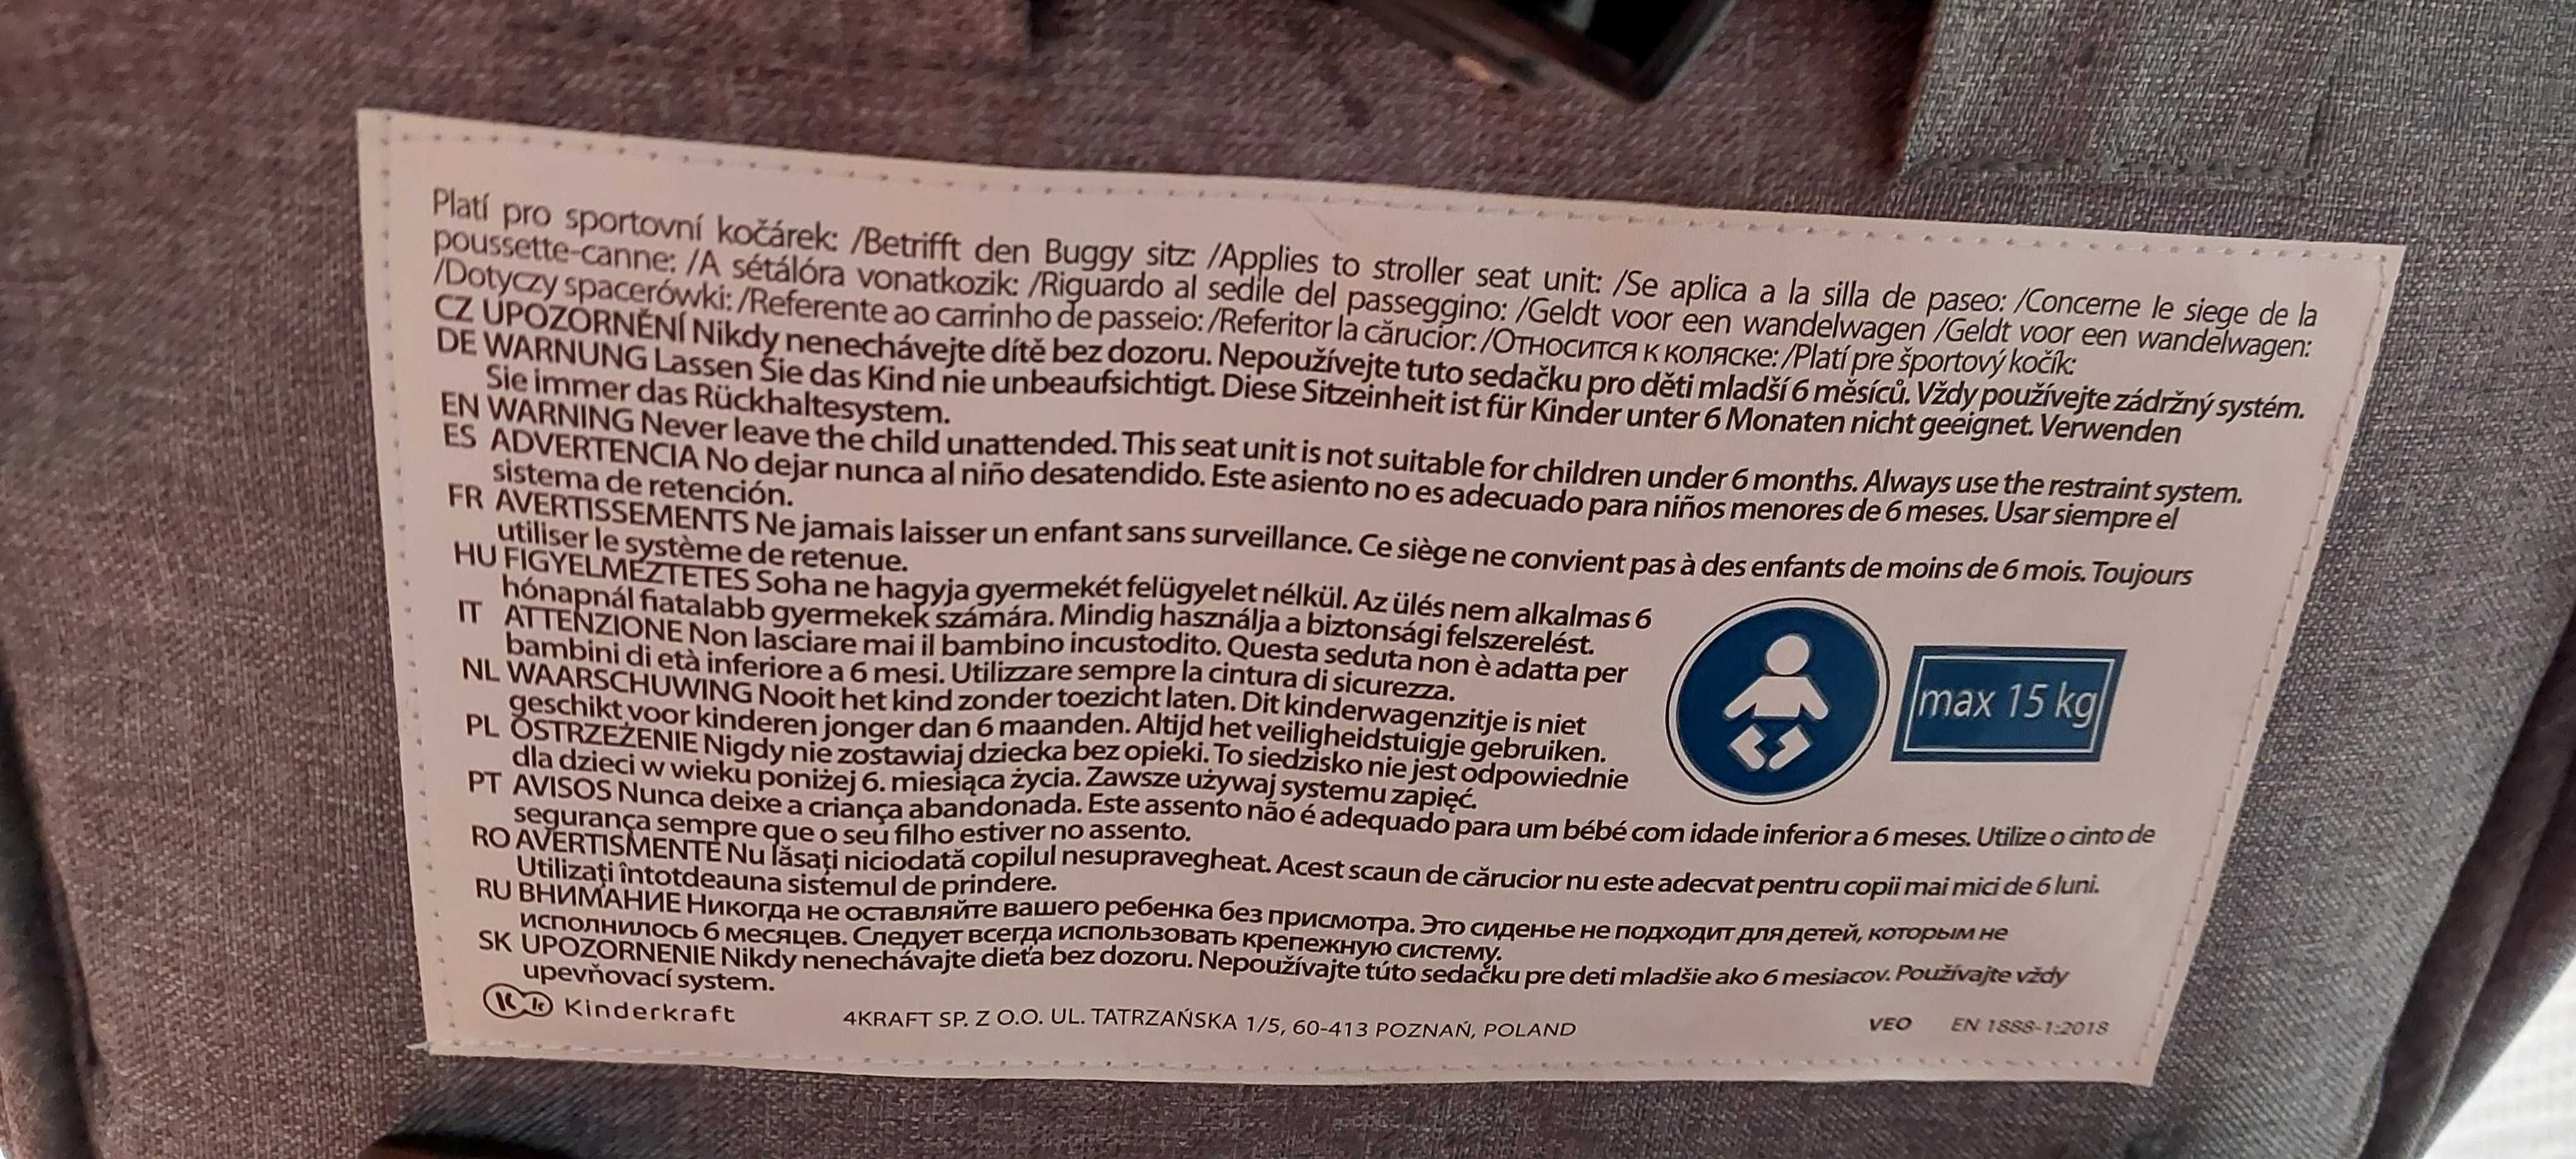 Platí pro sportovní kočárek: /Betrifft den Buggy sitz: /Applies to stroller seat unit: /Se aplica a la silla de paseo: /Concerne le siege de la
poussette-canne: /A sétálóra vonatkozik: /Riguardo al sedile del passeggino: /Geldt voor een wandelwagen /Geldt voor een wandelwagen:
/Dotyczy spacerówki: /Referente ao carrinho de passeio: /Referitor la cărucior: /Относится к коляске: /Platí pre športový kočík:
CZ UPOZORNĚNÍ Nikdy nenechávejte dítě bez dozoru. Nepoužívejte tuto sedačku pro děti mladší 6 měsíců. Vždy používejte zádržný systém.
DE WARNUNG Lassen Sie das Kind nie unbeaufsichtigt. Diese Sitzeinheit ist für Kinder unter 6 Monaten nicht geeignet. Verwenden
Sie immer das Rückhaltesystem.
EN WARNING Never leave the child unattended. This seat unit is not suitable for children under 6 months. Always use the restraint system.
ES ADVERTENCIA No dejar nunca al niño desatendido. Este asiento no es adecuado para niños menores de 6 meses. Usar siempre el
sistema de retención.
FR AVERTISSEMENTS Ne jamais laisser un enfant sans surveillance. Ce siège ne convient pas à des enfants de moins de 6 mois. Toujours
utiliser le système de retenue.
HU FIGYELMEZTETES Soha ne hagyja gyermekét felügyelet nélkül. Az ülés nem alkalmas 6
hónapnál fiatalabb gyermekek számára. Mindig használja a biztonsági felszerelést.
IT ATTENZIONE Non lasciare mai il bambino incustodito. Questa seduta non è adatta per
bambini di età inferiore a 6 mesi. Utilizzare sempre la cintura di sicurezza.
NL WAARSCHUWING Nooit het kind zonder toezicht laten. Dit kinderwagenzitje is niet
geschikt voor kinderen jonger dan 6 maanden. Altijd het veiligheidstuigje gebruiken.
PL OSTRZEŻENIE Nigdy nie zostawiaj dziecka bez opieki. To siedzisko nie jest odpowiednie
dla dzieci w wieku poniżej 6. miesiąca życia. Zawsze używaj systemu zapięć.
max 15 kg
PT AVISOS Nunca deixe a criança abandonada. Este assento não é adequado para um bébé com idade inferior a 6 meses. Utilize o cinto de
segurança sempre que o seu filho estiver no assento.
RO AVERTISMENTE Nu lăsați niciodată copilul nesupravegheat. Acest scaun de cărucior nu este adecvat pentru copii mai mici de 6 luni.
Utilizați întotdeauna sistemul de prindere.
RU ВНИМАНИЕ Никогда не оставляйте вашего ребенка без присмотра. Это сиденье не подходит для детей, которым не
исполнилось 6 месяцев. Следует всегда использовать крепежную систему.
SK UPOZORNENIE Nikdy nenechávajte dieťa bez dozoru. Nepoužívajte túto sedačku pre deti mladšie ako 6 mesiacov. Používajte vždy
upevňovací system.
Kinderkraft 4KRAFT SP. Z O.O. UL. TATRZAŃSKA 1/5, 60-413 POZNAŃ, POLAND VEO EN 1888-1:2018